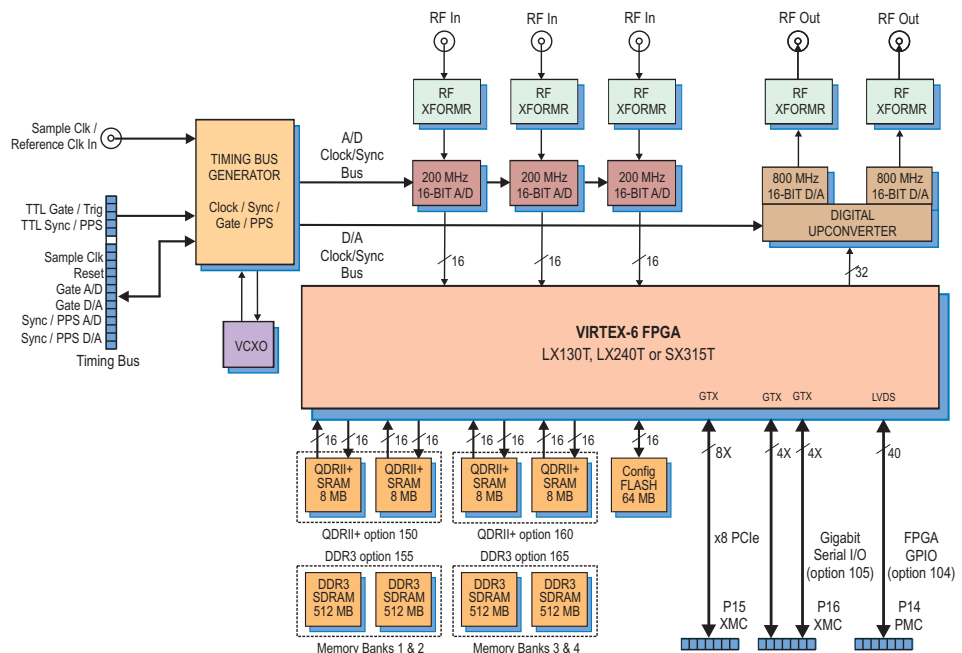 RF In
RF In
RF In
RF Out
RF Out
RF
XFORMR
RF
XFORMR
RF
XFORMR
RF
XFORMR
RF
XFORMR
Sample Clk /
Reference Clk In
TIMING BUS
GENERATOR
Clock / Sync /
Gate / PPS
A/D
Clock/Sync
Bus
200 MHz
16-BIT A/D
200 MHz
16-BIT A/D
200 MHz
16-BIT A/D
800 MHz
16-BIT D/A
800 MHz
16-BIT D/A
DIGITAL
UPCONVERTER
TTL Gate / Trig
TTL Sync / PPS
Sample Clk
Reset
Gate A/D
Gate D/A
Sync / PPS A/D
Sync / PPS D/A
Timing Bus
D/A
Clock/Sync
Bus
16
16
16
32
VCXO
VIRTEX-6 FPGA
LX130T, LX240T or SX315T
GTX
GTX
GTX
LVDS
16
16
16
16
16
16
16
16
16
8X
4X
4X
40
QDRII+
SRAM
8 MB
QDRII+
SRAM
8 MB
QDRII+
SRAM
8 MB
QDRII+
SRAM
8 MB
Config
FLASH
64 MB
QDRII+ option 150
QDRII+ option 160
DDR3 option 155
DDR3 option 165
DDR3
SDRAM
512 MB
DDR3
SDRAM
512 MB
DDR3
SDRAM
512 MB
DDR3
SDRAM
512 MB
Memory Banks 1 & 2
Memory Banks 3 & 4
x8 PCIe
Gigabit
Serial I/O
(option 105)
FPGA
GPIO
(option 104)
P15
XMC
P16
XMC
P14
PMC